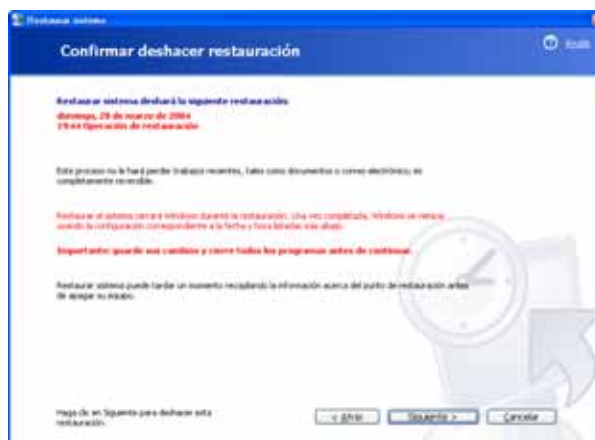 Restaurar sistema
Confirmar deshacer restauración
Ayuda
Restaurar sistema deshará la siguiente restauración:
domingo, 28 de marzo de 2004
19:44 Operación de restauración
Este proceso no le hará perder trabajos recientes, tales como documentos o correo electrónico; es
completamente reversible.
Restaurar el sistema cerrará Windows durante la restauración. Una vez completada, Windows se reinicia
usando la configuración correspondiente a la fecha y hora listadas más abajo.
Importante: guarde sus cambios y cierre todos los programas antes de continuar.
Restaurar sistema puede tardar un momento recopilando la información acerca del punto de restauración antes
de apagar su equipo.
Haga clic en Siguiente para deshacer esta
restauración.
< Atrás
Siguiente >
Cancelar